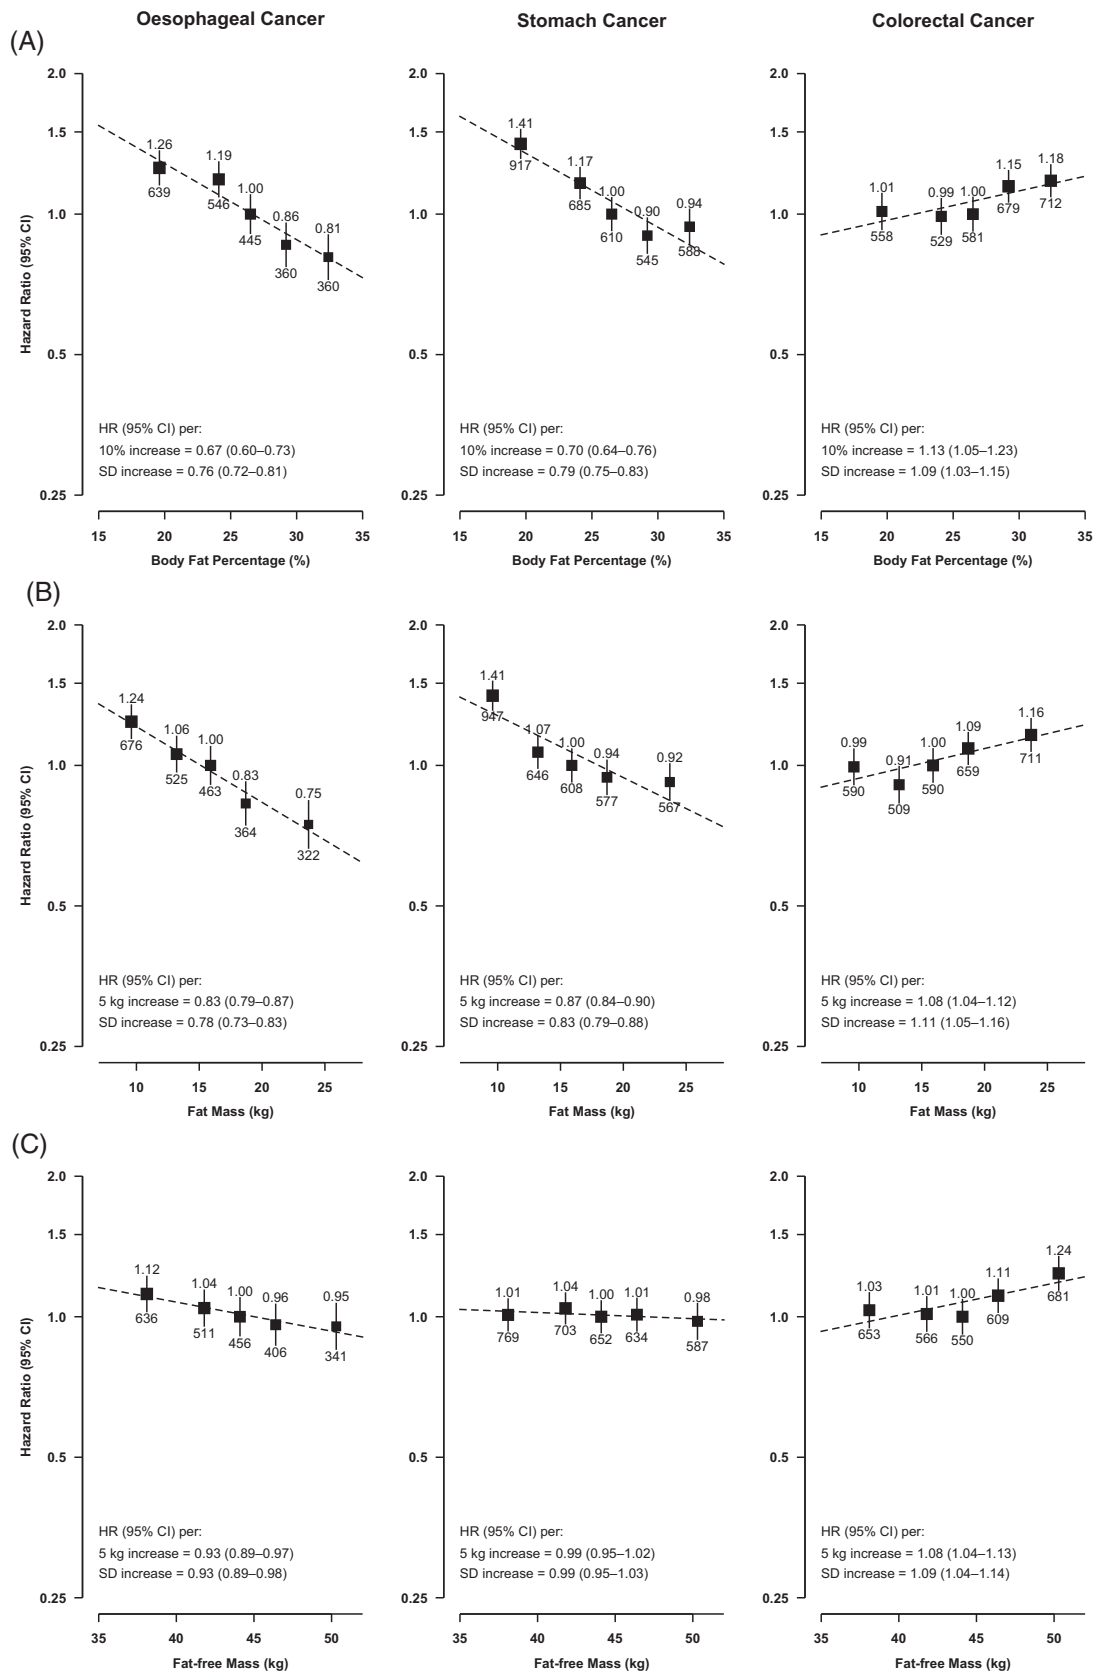 Oesophageal Cancer
Stomach Cancer
Colorectal Cancer
(A)
Hazard Ratio (95% CI)
2.0
1.5
1.0
0.5
0.25
1.26
639
1.19
546
1.00
445
0.86
360
0.81
360
HR (95% CI) per:
10% increase = 0.67 (0.60–0.73)
SD increase = 0.76 (0.72–0.81)
15 20 25 30 35
Body Fat Percentage (%)
2.0
1.5
1.0
0.5
0.25
1.41
917
1.17
685
1.00
610
0.90
545
0.94
588
HR (95% CI) per:
10% increase = 0.70 (0.64–0.76)
SD increase = 0.79 (0.75–0.83)
15 20 25 30 35
Body Fat Percentage (%)
2.0
1.5
1.0
0.5
0.25
1.01
558
0.99
529
1.00
581
1.15
679
1.18
712
HR (95% CI) per:
10% increase = 1.13 (1.05–1.23)
SD increase = 1.09 (1.03–1.15)
15 20 25 30 35
Body Fat Percentage (%)
(B)
Hazard Ratio (95% CI)
2.0
1.5
1.0
0.5
0.25
1.24
676
1.06
525
1.00
463
0.83
364
0.75
322
HR (95% CI) per:
5 kg increase = 0.83 (0.79–0.87)
SD increase = 0.78 (0.73–0.83)
10 15 20 25
Fat Mass (kg)
2.0
1.5
1.0
0.5
0.25
1.41
947
1.07
646
1.00
608
0.94
577
0.92
567
HR (95% CI) per:
5 kg increase = 0.87 (0.84–0.90)
SD increase = 0.83 (0.79–0.88)
10 15 20 25
Fat Mass (kg)
2.0
1.5
1.0
0.5
0.25
0.99
590
0.91
509
1.00
590
1.09
659
1.16
711
HR (95% CI) per:
5 kg increase = 1.08 (1.04–1.12)
SD increase = 1.11 (1.05–1.16)
10 15 20 25
Fat Mass (kg)
(C)
Hazard Ratio (95% CI)
2.0
1.5
1.0
0.5
0.25
1.12
636
1.04
511
1.00
456
0.96
406
0.95
341
HR (95% CI) per:
5 kg increase = 0.93 (0.89–0.97)
SD increase = 0.93 (0.89–0.98)
35 40 45 50
Fat-free Mass (kg)
2.0
1.5
1.0
0.5
0.25
1.01
769
1.04
703
1.00
652
1.01
634
0.98
587
HR (95% CI) per:
5 kg increase = 0.99 (0.95–1.02)
SD increase = 0.99 (0.95–1.03)
35 40 45 50
Fat-free Mass (kg)
2.0
1.5
1.0
0.5
0.25
1.03
653
1.01
566
1.00
550
1.11
609
1.24
681
HR (95% CI) per:
5 kg increase = 1.08 (1.04–1.13)
SD increase = 1.09 (1.04–1.14)
35 40 45 50
Fat-free Mass (kg)